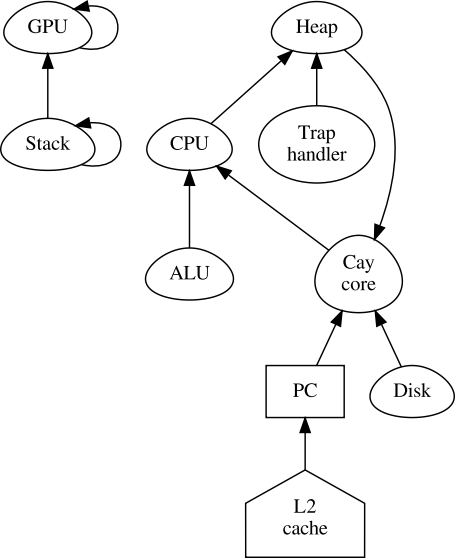 GPU
Heap
Stack
CPU
Trap
handler
ALU
Cay
core
PC
Disk
L2
cache